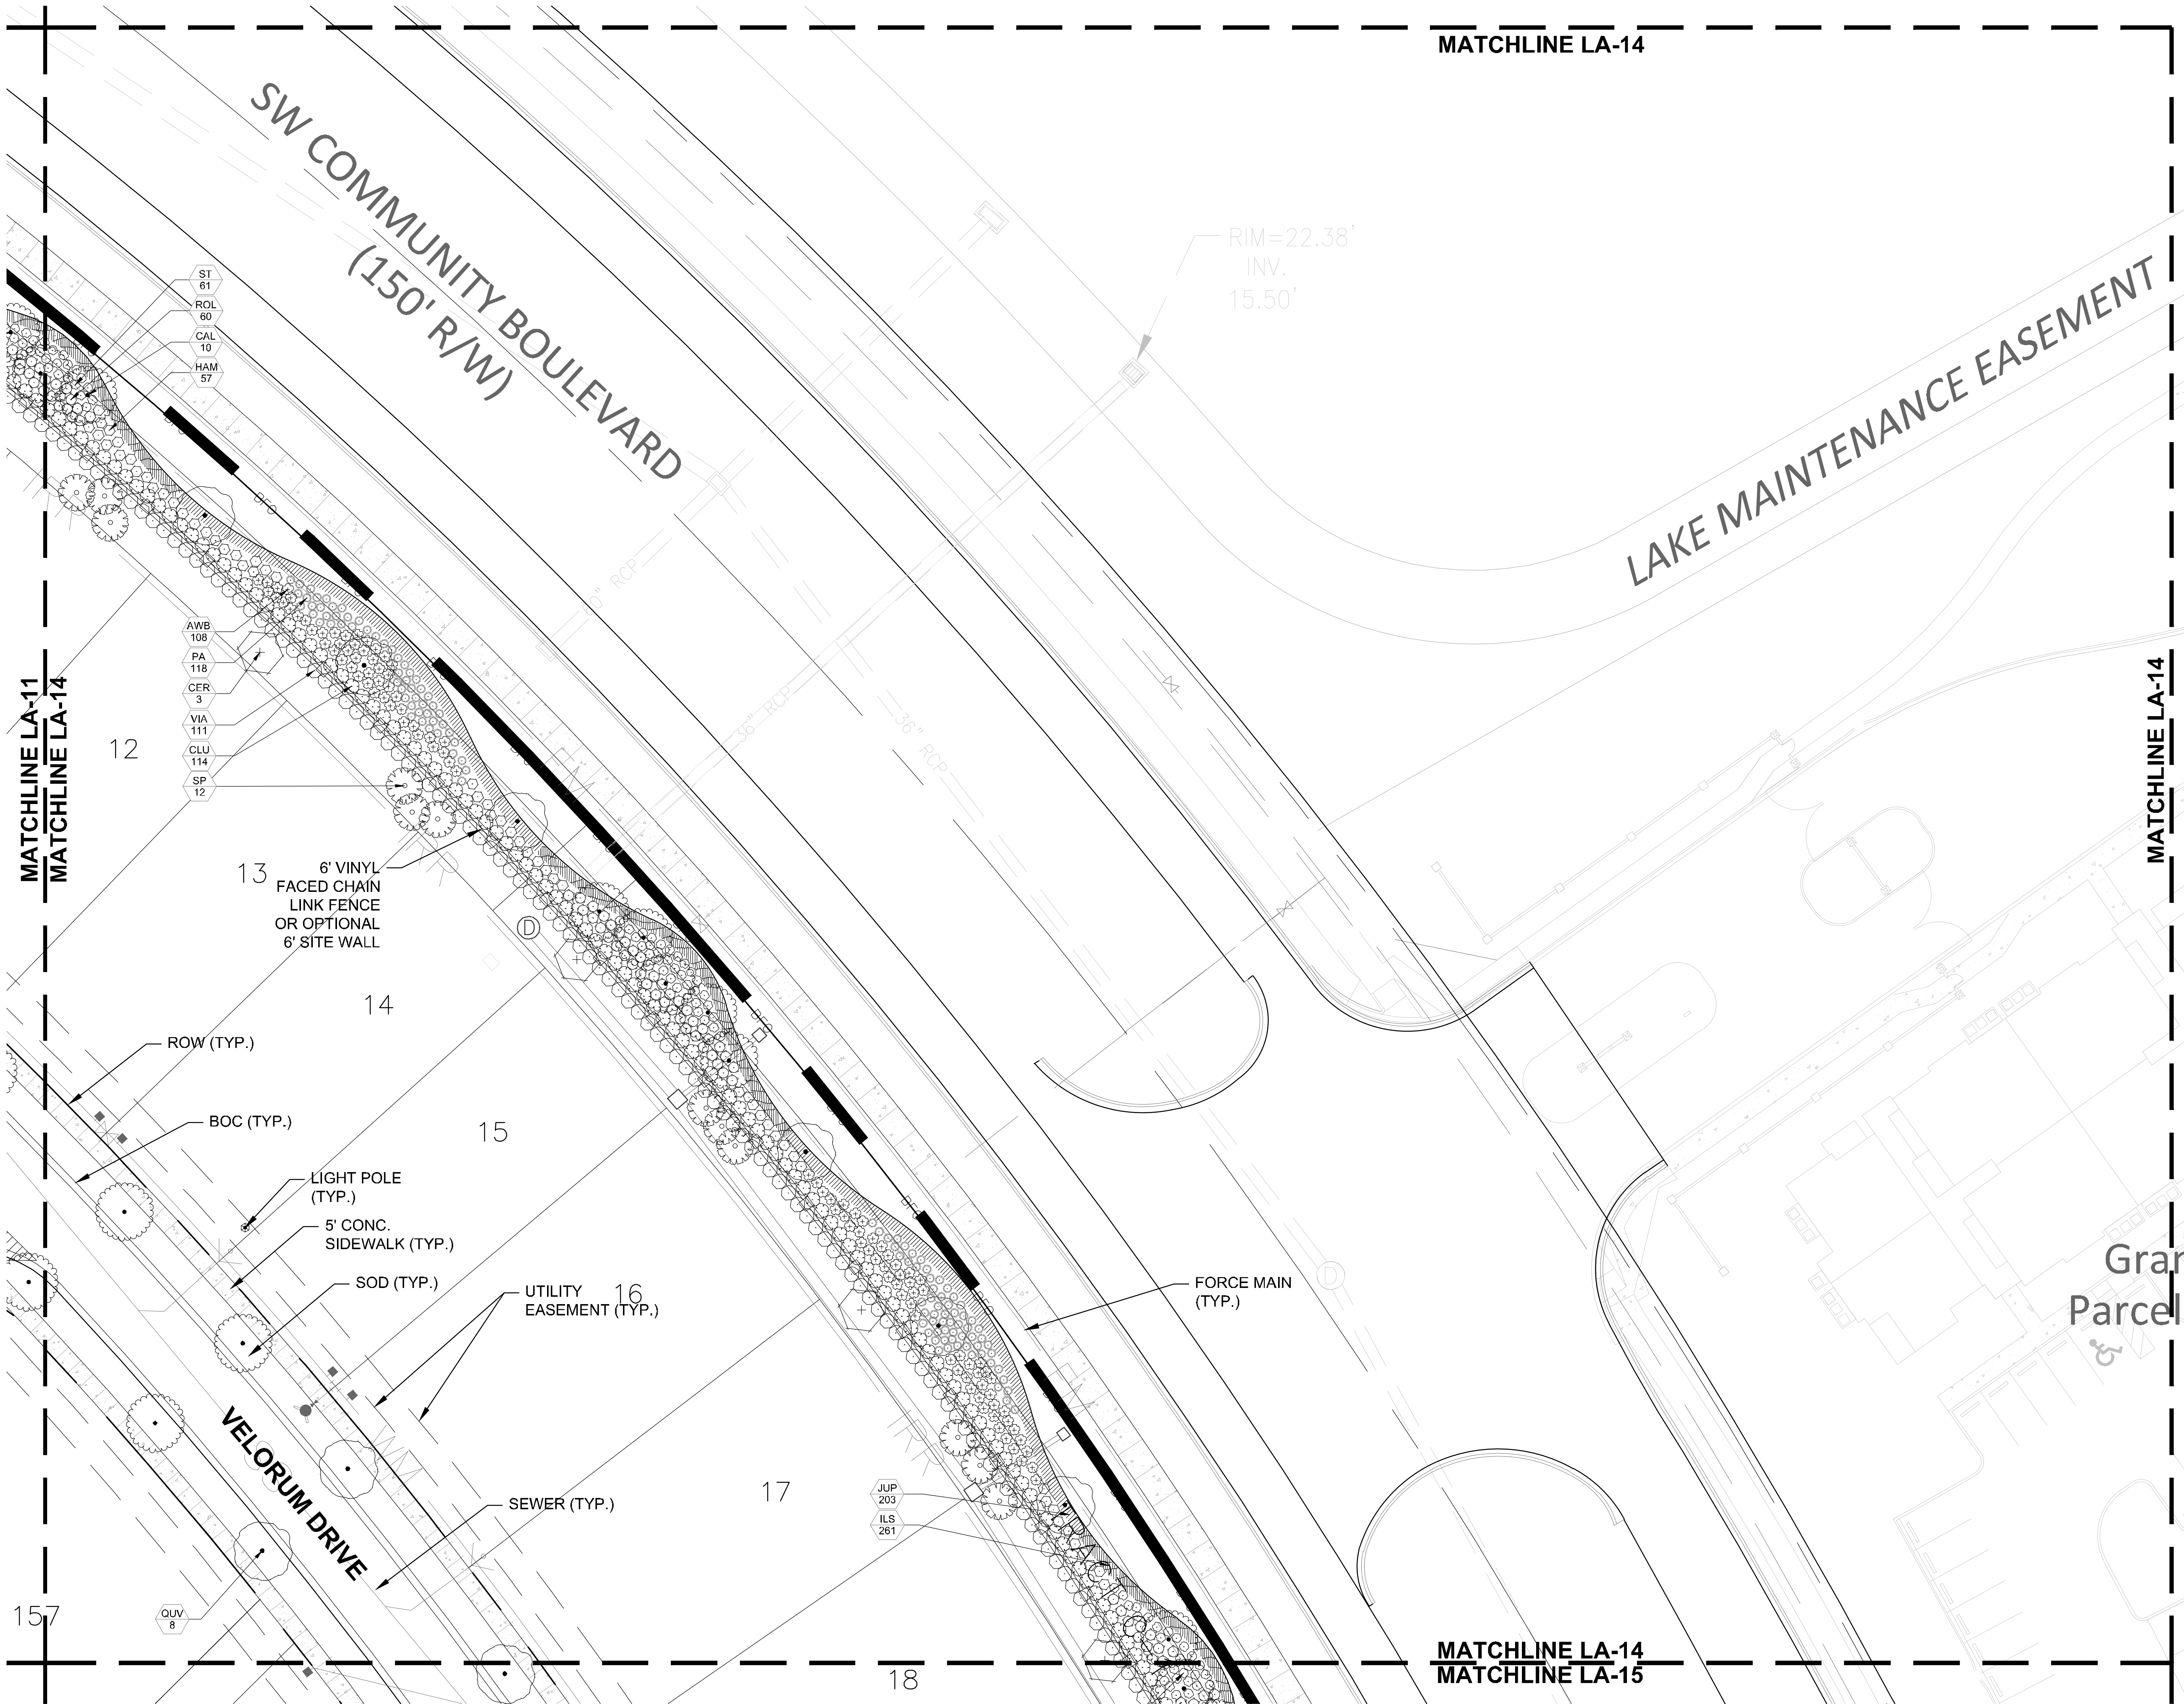 MATCHLINE LA-14
SW COMMUNITY BOULEVARD
(150' R/W)
RIM=22.38'
INV.
15.50'
LAKE MAINTENANCE EASEMENT
ST
61
ROL
60
CAL
10
HAM
57
AWB
108
PA
118
CER
3
VIA
111
CLU
114
SP
12
MATCHLINE LA-11
MATCHLINE LA-14
MATCHLINE LA-14
36" RCP
36" RCP
12
13
6' VINYL
FACED CHAIN
LINK FENCE
OR OPTIONAL
6' SITE WALL
D
14
ROW (TYP.)
BOC (TYP.)
15
LIGHT POLE
(TYP.)
5' CONC.
SIDEWALK (TYP.)
SOD (TYP.)
UTILITY
EASEMENT (TYP.)
16
FORCE MAIN
(TYP.)
D
Gran
Parcel
VELORUM DRIVE
SEWER (TYP.)
17
JUP
203
ILS
261
QUV
8
157
18
MATCHLINE LA-14
MATCHLINE LA-15